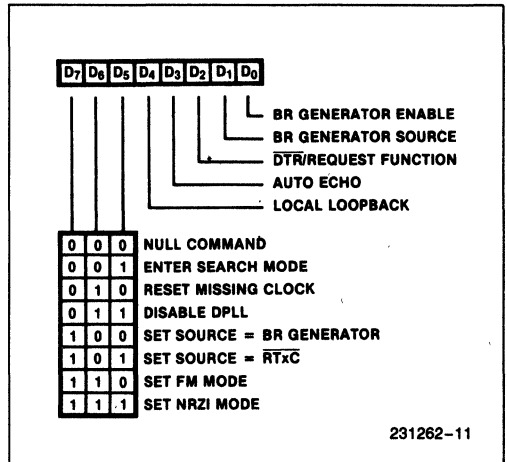 D7 D6 D5 D4 D3 D2 D1 D0
BR GENERATOR ENABLE
BR GENERATOR SOURCE
D̅T̅R̅/REQUEST FUNCTION
AUTO ECHO
LOCAL LOOPBACK
0 0 0 NULL COMMAND
0 0 1 ENTER SEARCH MODE
0 1 0 RESET MISSING CLOCK
0 1 1 DISABLE DPLL
1 0 0 SET SOURCE = BR GENERATOR
1 0 1 SET SOURCE = R̅T̅x̅C̅
1 1 0 SET FM MODE
1 1 1 SET NRZI MODE
231262-11